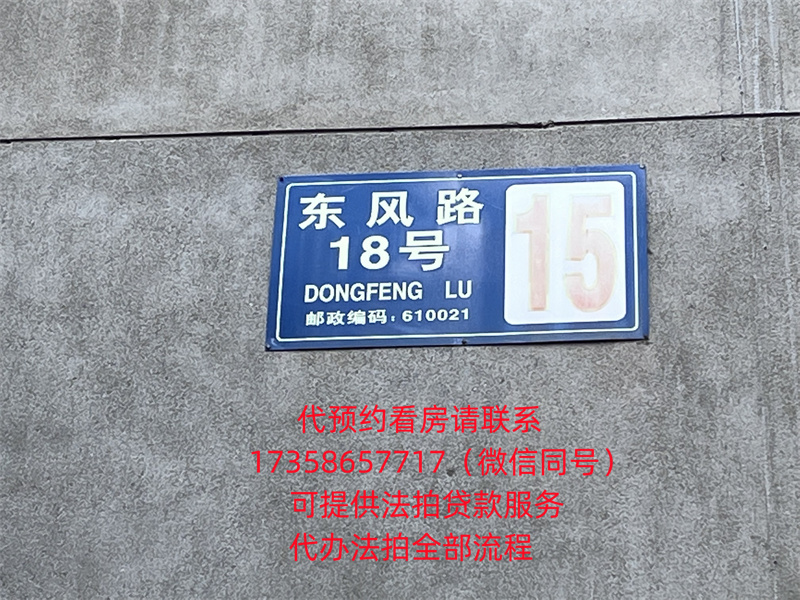 东风路
18号
15
DONGFENG LU
邮政编码：610021
代预约看房请联系
17358657717（微信同号）
可提供法拍贷款服务
代办法拍全部流程